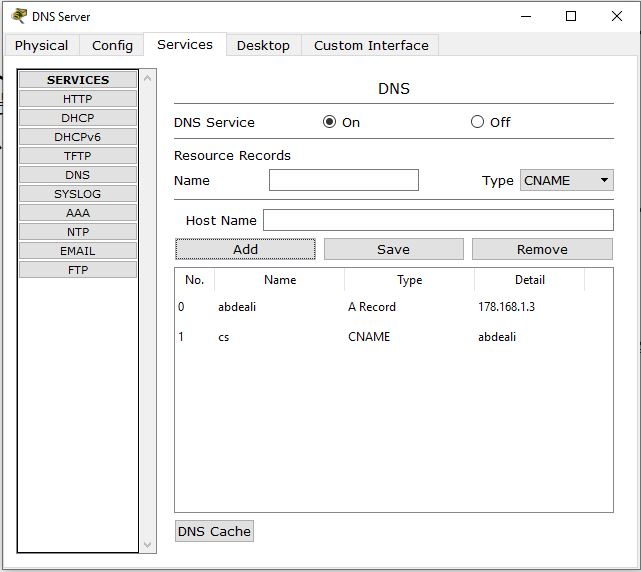 DNS Server
Physical Config Services Desktop Custom Interface
SERVICES
HTTP
DHCP
DHCPv6
TFTP
DNS
SYSLOG
AAA
NTP
EMAIL
FTP
DNS
DNS Service On Off
Resource Records
Name Type CNAME
Host Name
Add Save Remove
No. Name Type Detail
0 abdeali A Record 178.168.1.3
1 cs CNAME abdeali
DNS Cache